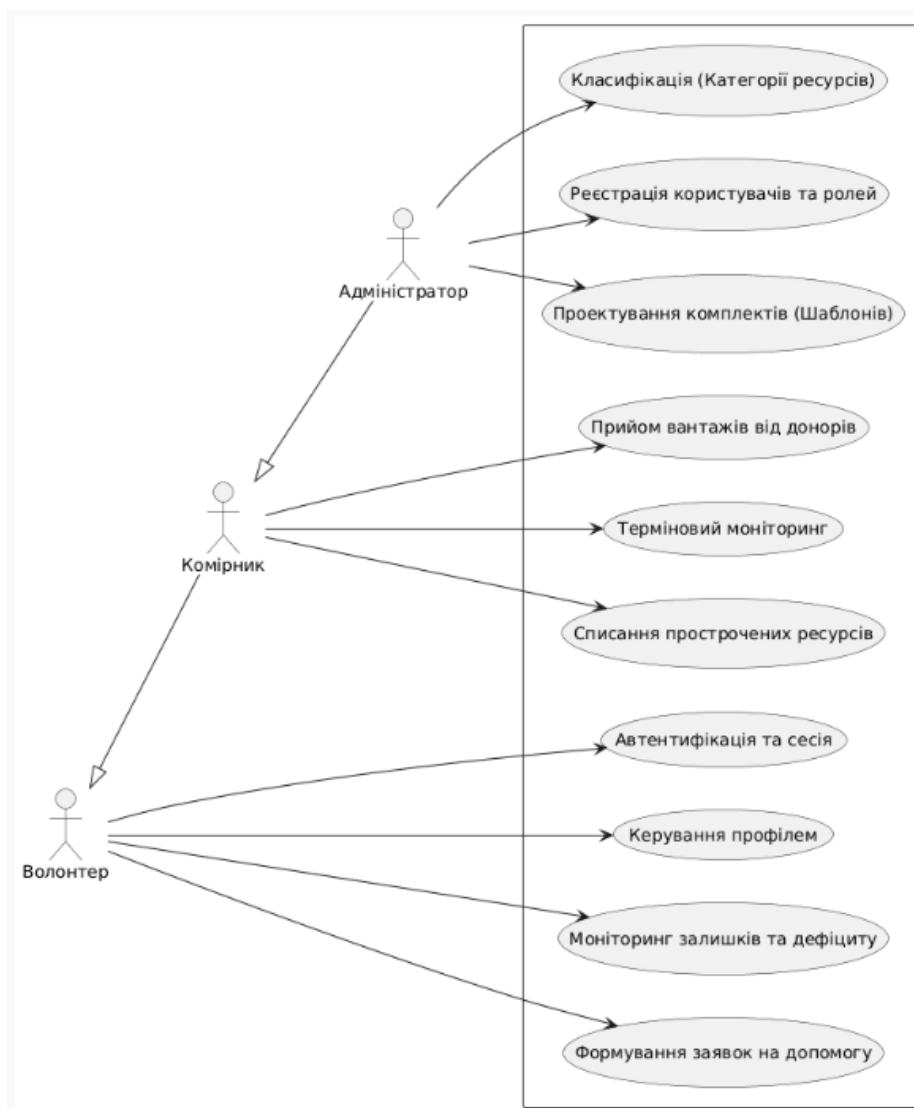 Класифікація (Категорії ресурсів)
Реєстрація користувачів та ролей
Адміністратор
Проектування комплектів (Шаблонів)
Прийом вантажів від донорів
Терміновий моніторинг
Комірник
Списання прострочених ресурсів
Автентифікація та сесія
Керування профілем
Волонтер
Моніторинг залишків та дефіциту
Формування заявок на допомогу